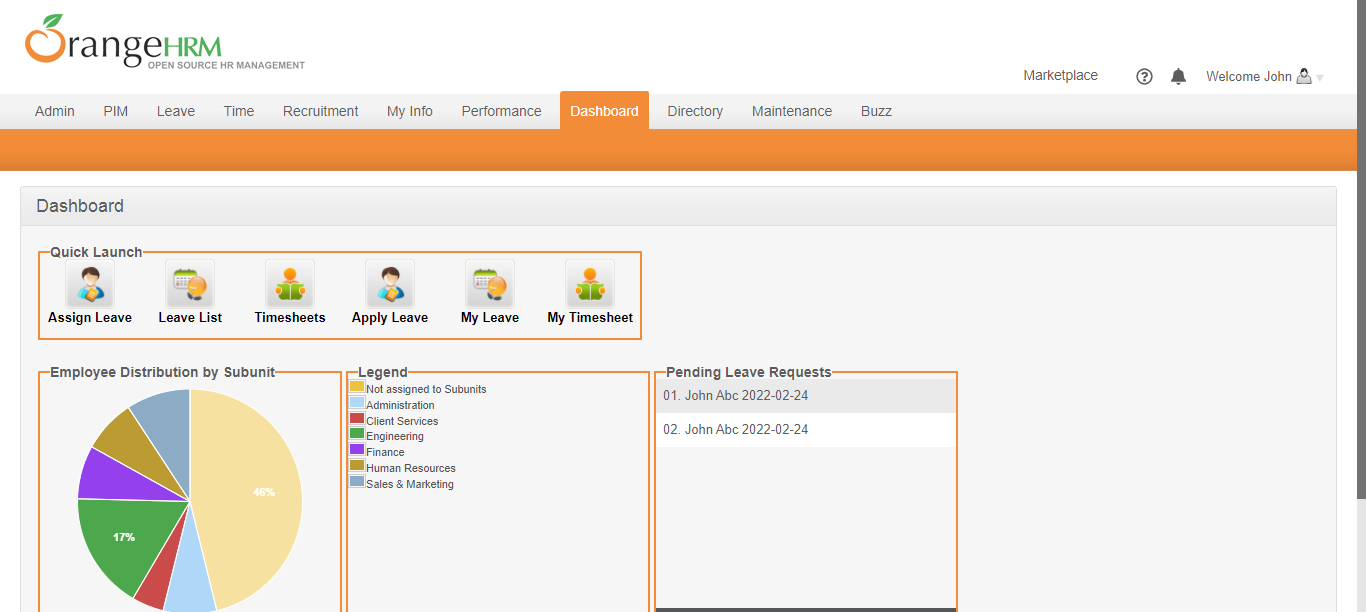 OrangeHRM
OPEN SOURCE HR MANAGEMENT
Marketplace ? Welcome John
Admin PIM Leave Time Recruitment My Info Performance Dashboard Directory Maintenance Buzz
Dashboard
Quick Launch
Assign Leave Leave List Timesheets Apply Leave My Leave My Timesheet
Employee Distribution by Subunit
46%
17%
Legend
Not assigned to Subunits
Administration
Client Services
Engineering
Finance
Human Resources
Sales & Marketing
Pending Leave Requests
01. John Abc 2022-02-24
02. John Abc 2022-02-24